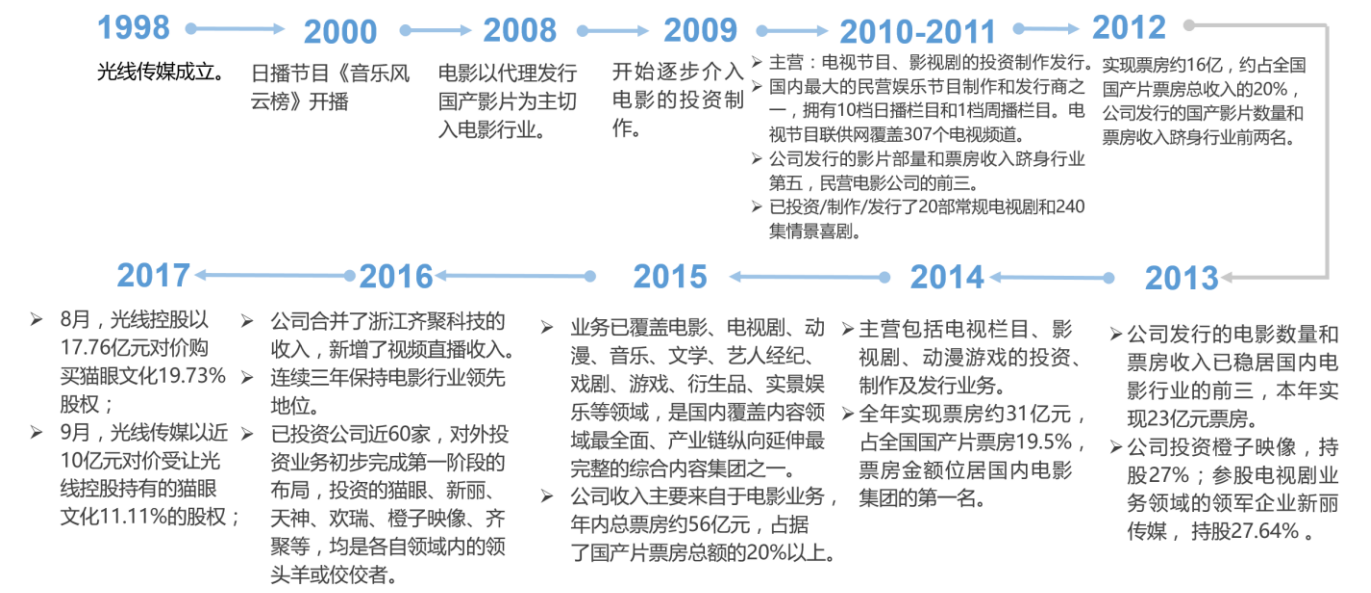 1998
光线传媒成立。
2000
日播节目《音乐风
云榜》开播
2008
电影以代理发行
国产影片为主切
入电影行业。
2009
开始逐步介入
电影的投资制
作。
2010-2011
➢ 主营：电视节目、影视剧的投资制作发行。
➢ 国内最大的民营娱乐节目制作和发行商之
一，拥有10档日播栏目和1档周播栏目。电
视节目联供网覆盖307个电视频道。
➢ 公司发行的影片部量和票房收入跻身行业
第五，民营电影公司的前三。
➢ 已投资/制作/发行了20部常规电视剧和240
集情景喜剧。
2012
实现票房约16亿，约占全国
国产片票房总收入的20%，
公司发行的国产影片数量和
票房收入跻身行业前两名。
2013
➢ 公司发行的电影数量和
票房收入已稳居国内电
影行业的前三，本年实
现23亿元票房。
➢ 公司投资橙子映像，持
股27%；参股电视剧业
务领域的领军企业新丽
传媒，持股27.64% 。
2014
➢ 主营包括电视栏目、影
视剧、动漫游戏的投资、
制作及发行业务。
➢ 全年实现票房约31亿元，
占全国国产片票房19.5%，
票房金额位居国内电影
集团的第一名。
2015
➢ 业务已覆盖电影、电视剧、动
漫、音乐、文学、艺人经纪、
戏剧、游戏、衍生品、实景娱
乐等领域，是国内覆盖内容领
域最全面、产业链纵向延伸最
完整的综合内容集团之一。
➢ 公司收入主要来自于电影业务，
年内总票房约56亿元，占据
了国产片票房总额的20%以上。
2016
➢ 公司合并了浙江齐聚科技的
收入，新增了视频直播收入。
➢ 连续三年保持电影行业领先
地位。
➢ 已投资公司近60家，对外投
资业务初步完成第一阶段的
布局，投资的猫眼、新丽、
天神、欢瑞、橙子映像、齐
聚等，均是各自领域内的领
头羊或佼佼者。
2017
➢ 8月，光线控股以
17.76亿元对价购
买猫眼文化19.73%
股权；
➢ 9月，光线传媒以近
10亿元对价受让光
线控股持有的猫眼
文化11.11%的股权；